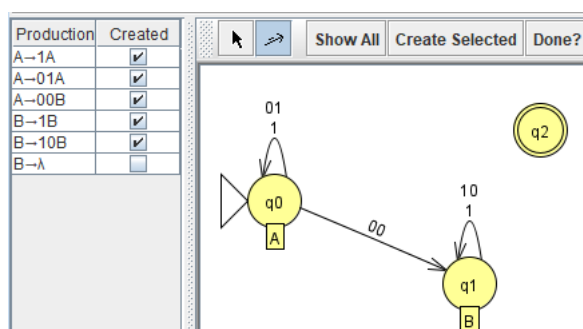 Production Created
A→1A
A→01A
A→00B
B→1B
B→10B
B→λ
Show All Create Selected Done?
01
1
q0
A
00
10
1
q1
B
q2